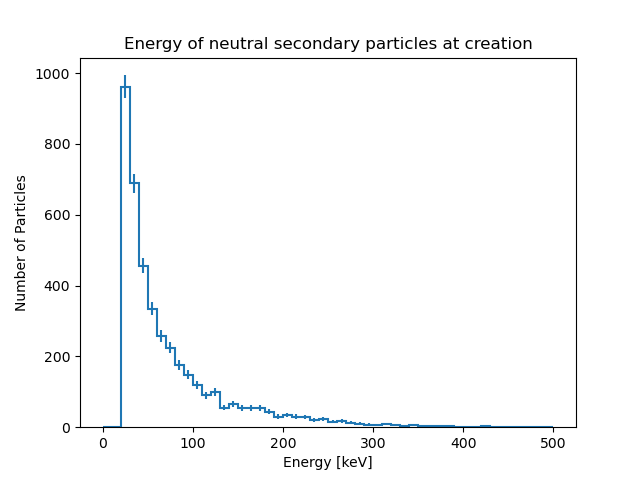 Energy of neutral secondary particles at creation
1000
800
600
400
200
0
Number of Particles
0 100 200 300 400 500
Energy [keV]